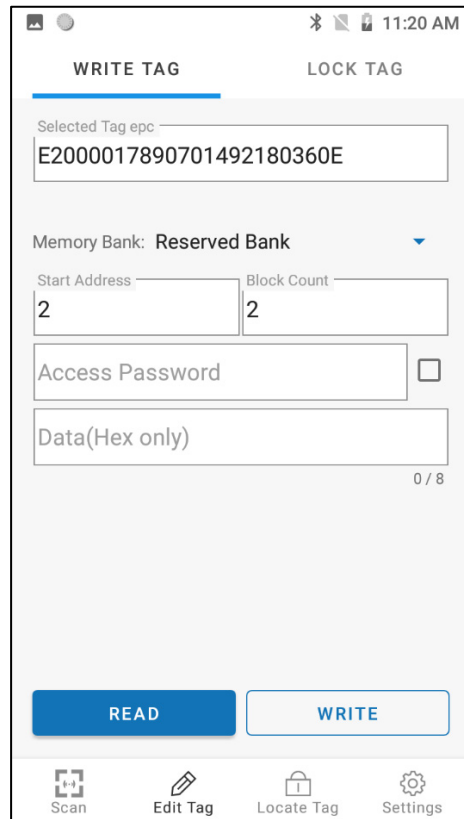 11:20 AM
WRITE TAG LOCK TAG
Selected Tag epc
E2000017890701492180360E
Memory Bank: Reserved Bank
Start Address Block Count
2 2
Access Password
Data(Hex only)
0 / 8
READ WRITE
Scan Edit Tag Locate Tag Settings